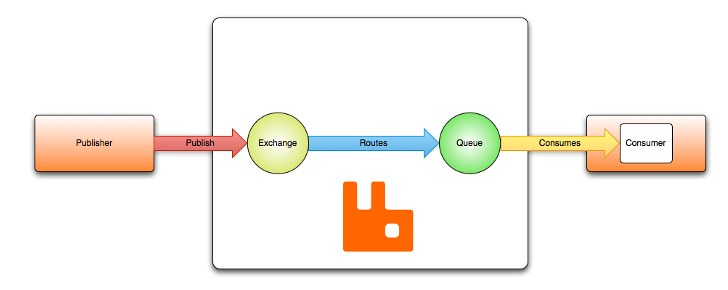 Publisher
Publish
Exchange
Routes
Queue
Consumes
Consumer